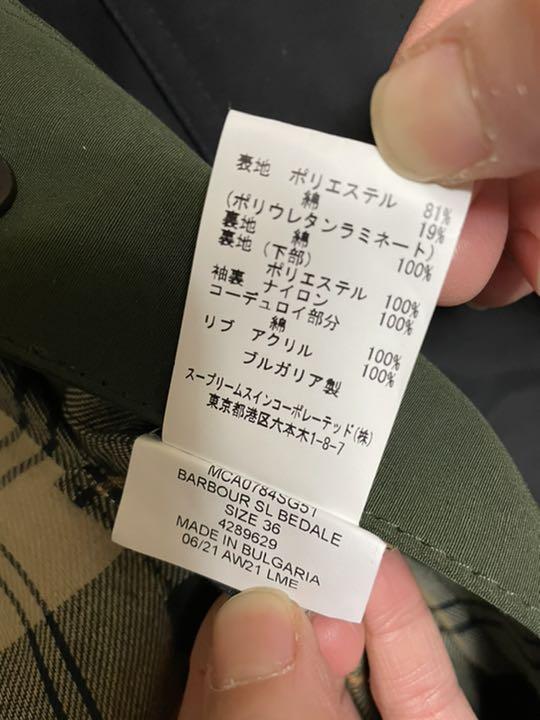 表地 ポリエステル 81%
綿 19%
(ポリウレタンラミネート)
裏地 綿 100%
裏地 (下部)
ポリエステル 100%
袖裏 ナイロン 100%
コーデュロイ部分
綿 100%
リブ アクリル 100%
ブルガリア製
スープリームスインコーポレーテッド(株)
東京都港区六本木1-8-7
MCA0784SG51
BARBOUR SL BEDALE
SIZE 36
4289629
MADE IN BULGARIA
06/21 AW21 LME